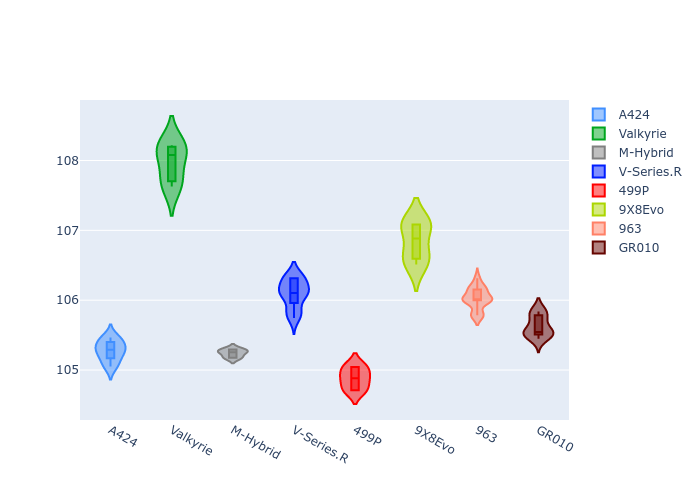 108
107
106
105
A424
Valkyrie
M-Hybrid
V-Series.R
499P
9X8Evo
963
GR010
A424
Valkyrie
M-Hybrid
V-Series.R
499P
9X8Evo
963
GR010